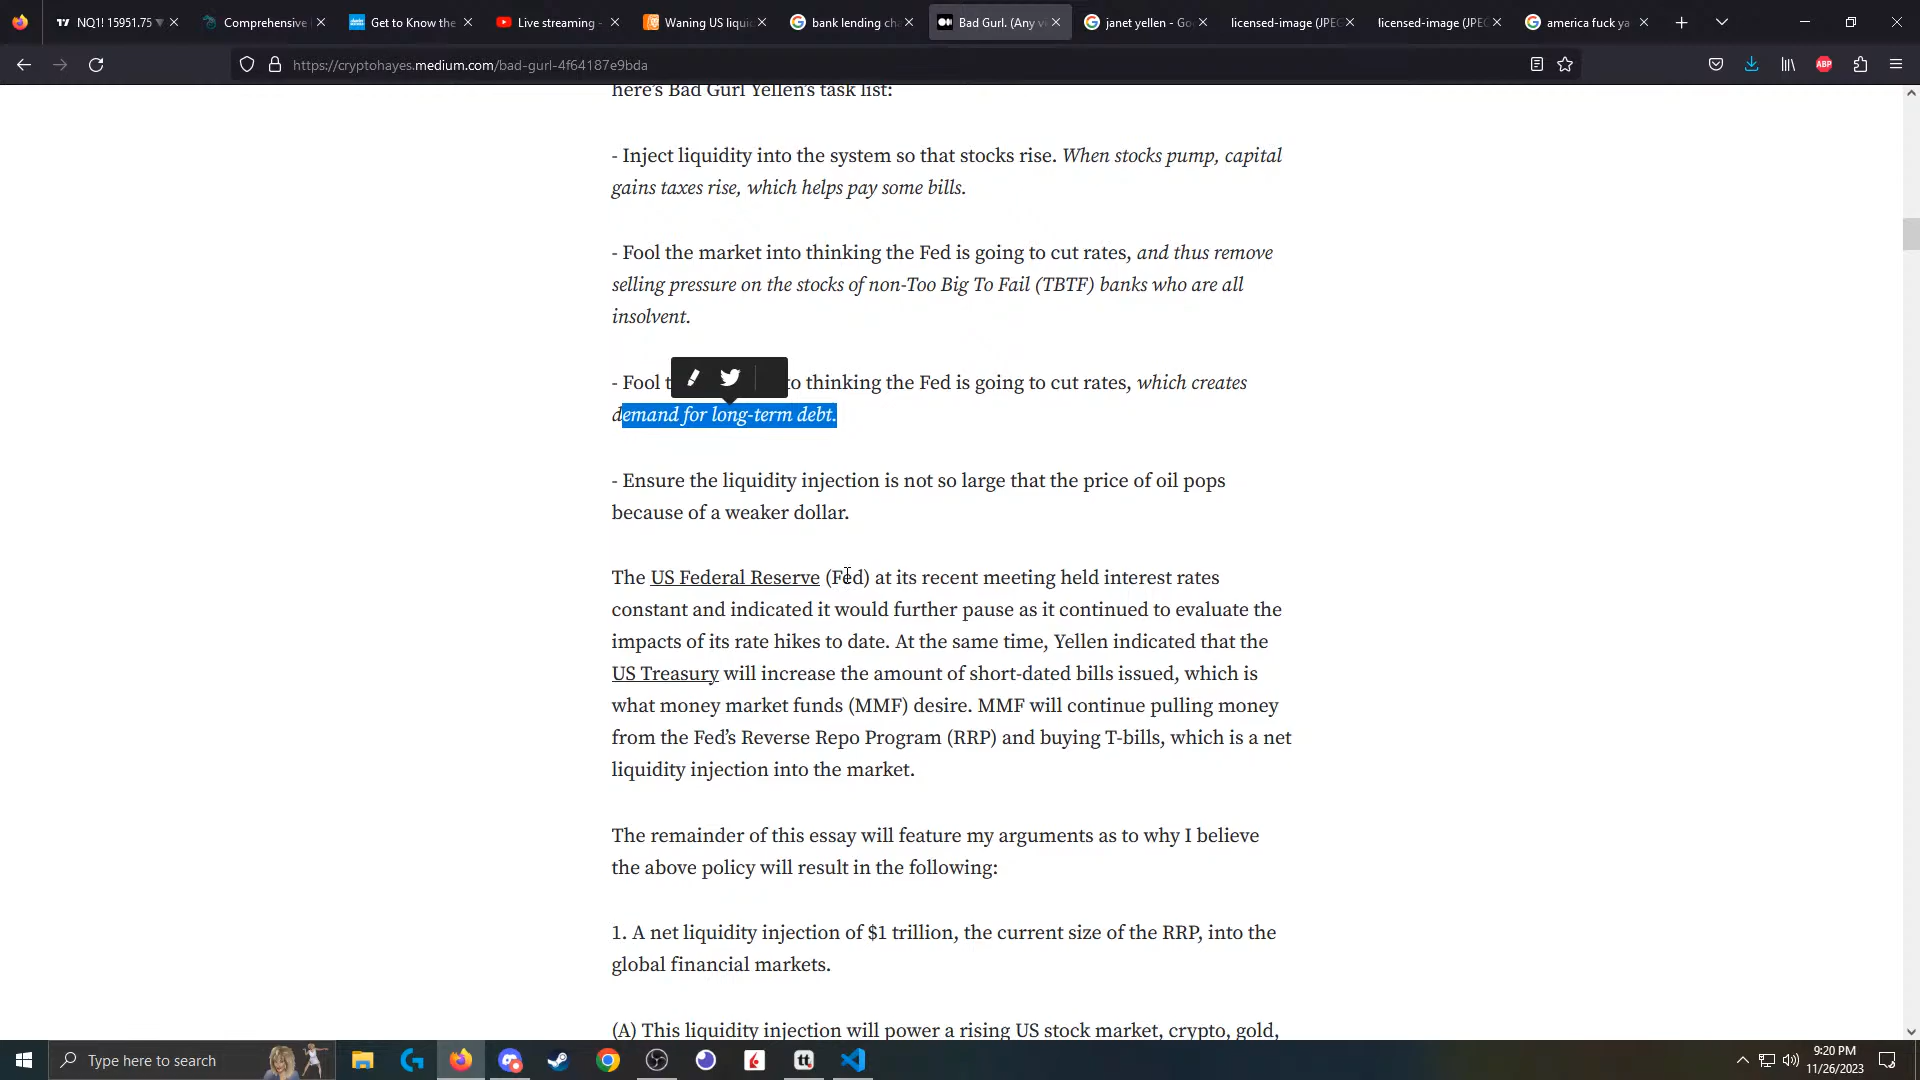 NQ1! 15951.75
Comprehensive
Get to Know the
Live streaming -
Waning US liqui
bank lending cha
Bad Gurl. (Any v
janet yellen - Go
licensed-image (JPE
licensed-image (JPE
america fuck ya
https://cryptohayes.medium.com/bad-gurl-4f64187e9bda
ABP
here's Bad Gurl Yellen's task list:
- Inject liquidity into the system so that stocks rise. When stocks pump, capital
gains taxes rise, which helps pay some bills.
- Fool the market into thinking the Fed is going to cut rates, and thus remove
selling pressure on the stocks of non-Too Big To Fail (TBTF) banks who are all
insolvent.
- Fool t to thinking the Fed is going to cut rates, which creates
demand for long-term debt.
- Ensure the liquidity injection is not so large that the price of oil pops
because of a weaker dollar.
The US Federal Reserve (Fed) at its recent meeting held interest rates
constant and indicated it would further pause as it continued to evaluate the
impacts of its rate hikes to date. At the same time, Yellen indicated that the
US Treasury will increase the amount of short-dated bills issued, which is
what money market funds (MMF) desire. MMF will continue pulling money
from the Fed's Reverse Repo Program (RRP) and buying T-bills, which is a net
liquidity injection into the market.
The remainder of this essay will feature my arguments as to why I believe
the above policy will result in the following:
1. A net liquidity injection of $1 trillion, the current size of the RRP, into the
global financial markets.
(A) This liquidity injection will power a rising US stock market, crypto, gold,
Type here to search
tt
9:20 PM
11/26/2023